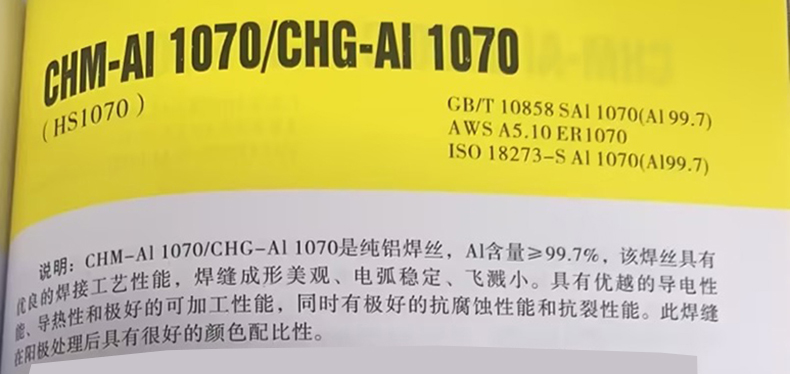 CHM-Al 1070/CHG-Al 1070
(HS1070)
GB/T 10858 SAl 1070(Al 99.7)
AWS A5.10 ER1070
ISO 18273-S Al 1070(Al99.7)
说明：CHM-Al 1070/CHG-Al 1070是纯铝焊丝，Al含量≥99.7%，该焊丝具有
优良的焊接工艺性能，焊缝成形美观、电弧稳定、飞溅小。具有优越的导电性
能、导热性和极好的可加工性能，同时有极好的抗腐蚀性能和抗裂性能。此焊缝
在阳极处理后具有很好的颜色配比性。